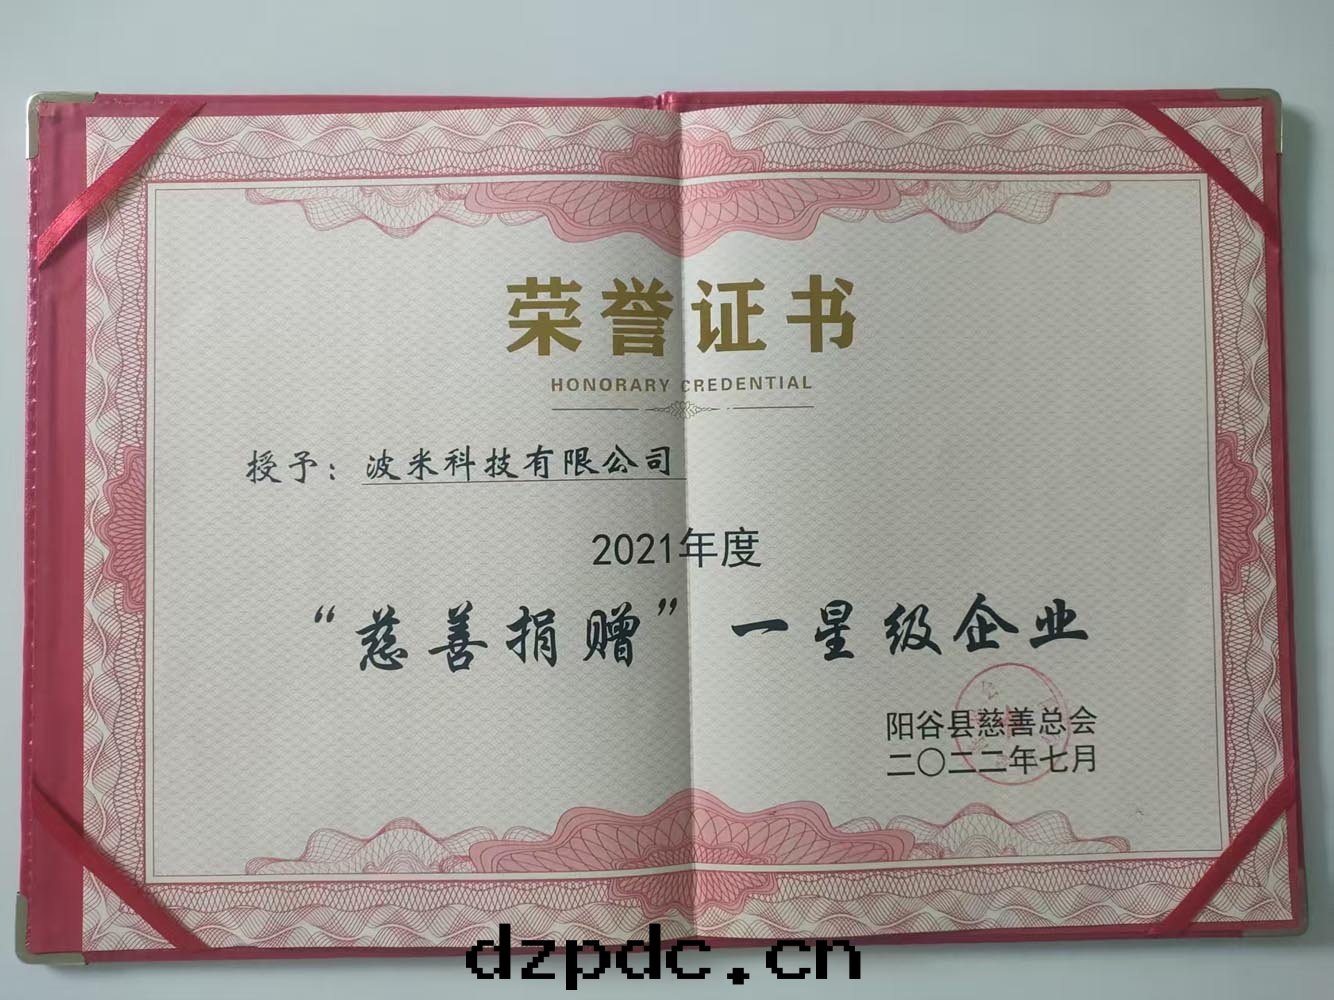 荣誉证书
HONORARY CREDENTIAL
授予：波米科技有限公司
2021年度
“慈善捐赠”一星级企业
阳谷县慈善总会
二〇二二年七月
dzpdc.cn